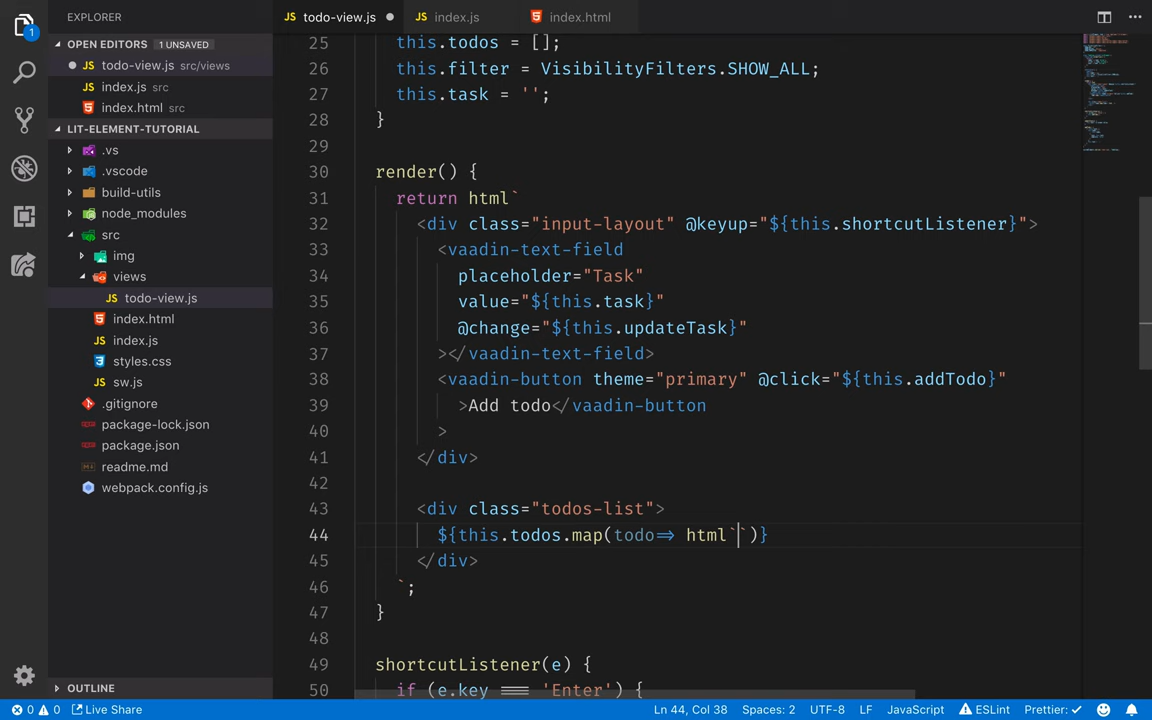 EXPLORER
OPEN EDITORS 1 UNSAVED
JS todo-view.js src/views
JS index.js src
index.html src
LIT-ELEMENT-TUTORIAL
.vs
.vscode
build-utils
node_modules
src
img
views
JS todo-view.js
index.html
JS index.js
styles.css
JS sw.js
.gitignore
package-lock.json
package.json
readme.md
webpack.config.js
OUTLINE
1
JS todo-view.js JS index.js index.html
25 this.todos = [];
26 this.filter = VisibilityFilters.SHOW_ALL;
27 this.task = '';
28 }
29
30 render() {
31 return html`
32 <div class="input-layout" @keyup="${this.shortcutListener}">
33 <vaadin-text-field
34 placeholder="Task"
35 value="${this.task}"
36 @change="${this.updateTask}"
37 ></vaadin-text-field>
38 <vaadin-button theme="primary" @click="${this.addTodo}"
39 >Add todo</vaadin-button
40 >
41 </div>
42
43 <div class="todos-list">
44 ${this.todos.map(todo=> html``)}
45 </div>
46 `;
47 }
48
49 shortcutListener(e) {
50 if (e.key === 'Enter') {
0 0 Live Share Ln 44, Col 38 Spaces: 2 UTF-8 LF JavaScript ESLint Prettier: ✓